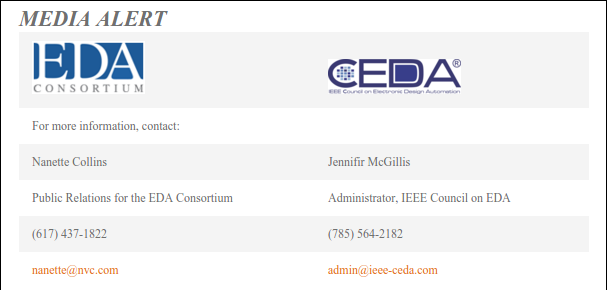 MEDIA ALERT
EDA
CONSORTIUM
CEDA®
IEEE Council on Electronic Design Automation
For more information, contact:
Nanette Collins
Jennifir McGillis
Public Relations for the EDA Consortium
Administrator, IEEE Council on EDA
(617) 437-1822
(785) 564-2182
nanette@nvc.com
admin@ieee-ceda.com